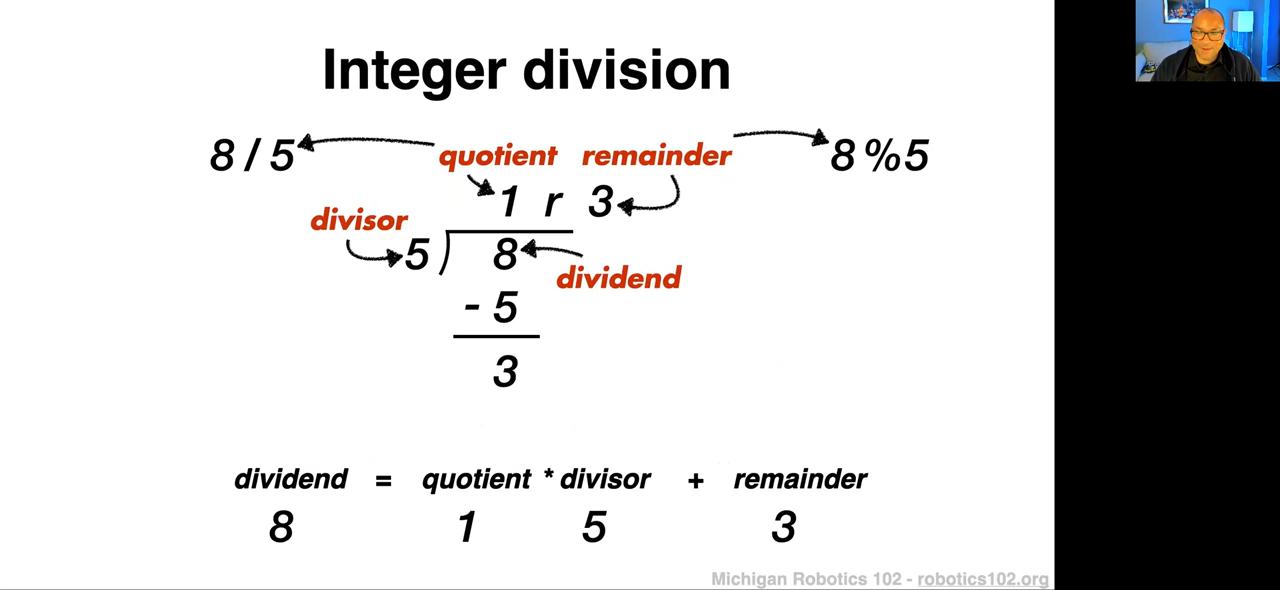 Integer division
8 / 5 quotient remainder 8 % 5
1 r 3
divisor
5 ) 8
dividend
- 5
3
dividend = quotient * divisor + remainder
8 1 5 3
Michigan Robotics 102 - robotics102.org